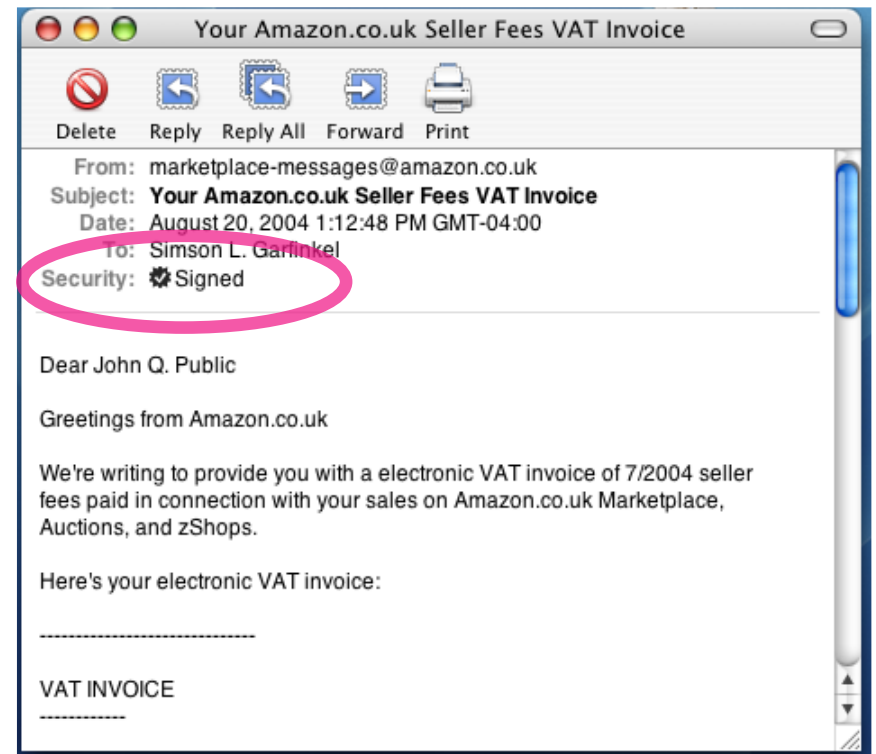 Your Amazon.co.uk Seller Fees VAT Invoice
Delete Reply Reply All Forward Print
From: marketplace-messages@amazon.co.uk
Subject: Your Amazon.co.uk Seller Fees VAT Invoice
Date: August 20, 2004 1:12:48 PM GMT-04:00
To: Simson L. Garfinkel
Security: Signed
Dear John Q. Public
Greetings from Amazon.co.uk
We're writing to provide you with a electronic VAT invoice of 7/2004 seller
fees paid in connection with your sales on Amazon.co.uk Marketplace,
Auctions, and zShops.
Here's your electronic VAT invoice:
-------------------------------
VAT INVOICE
------------